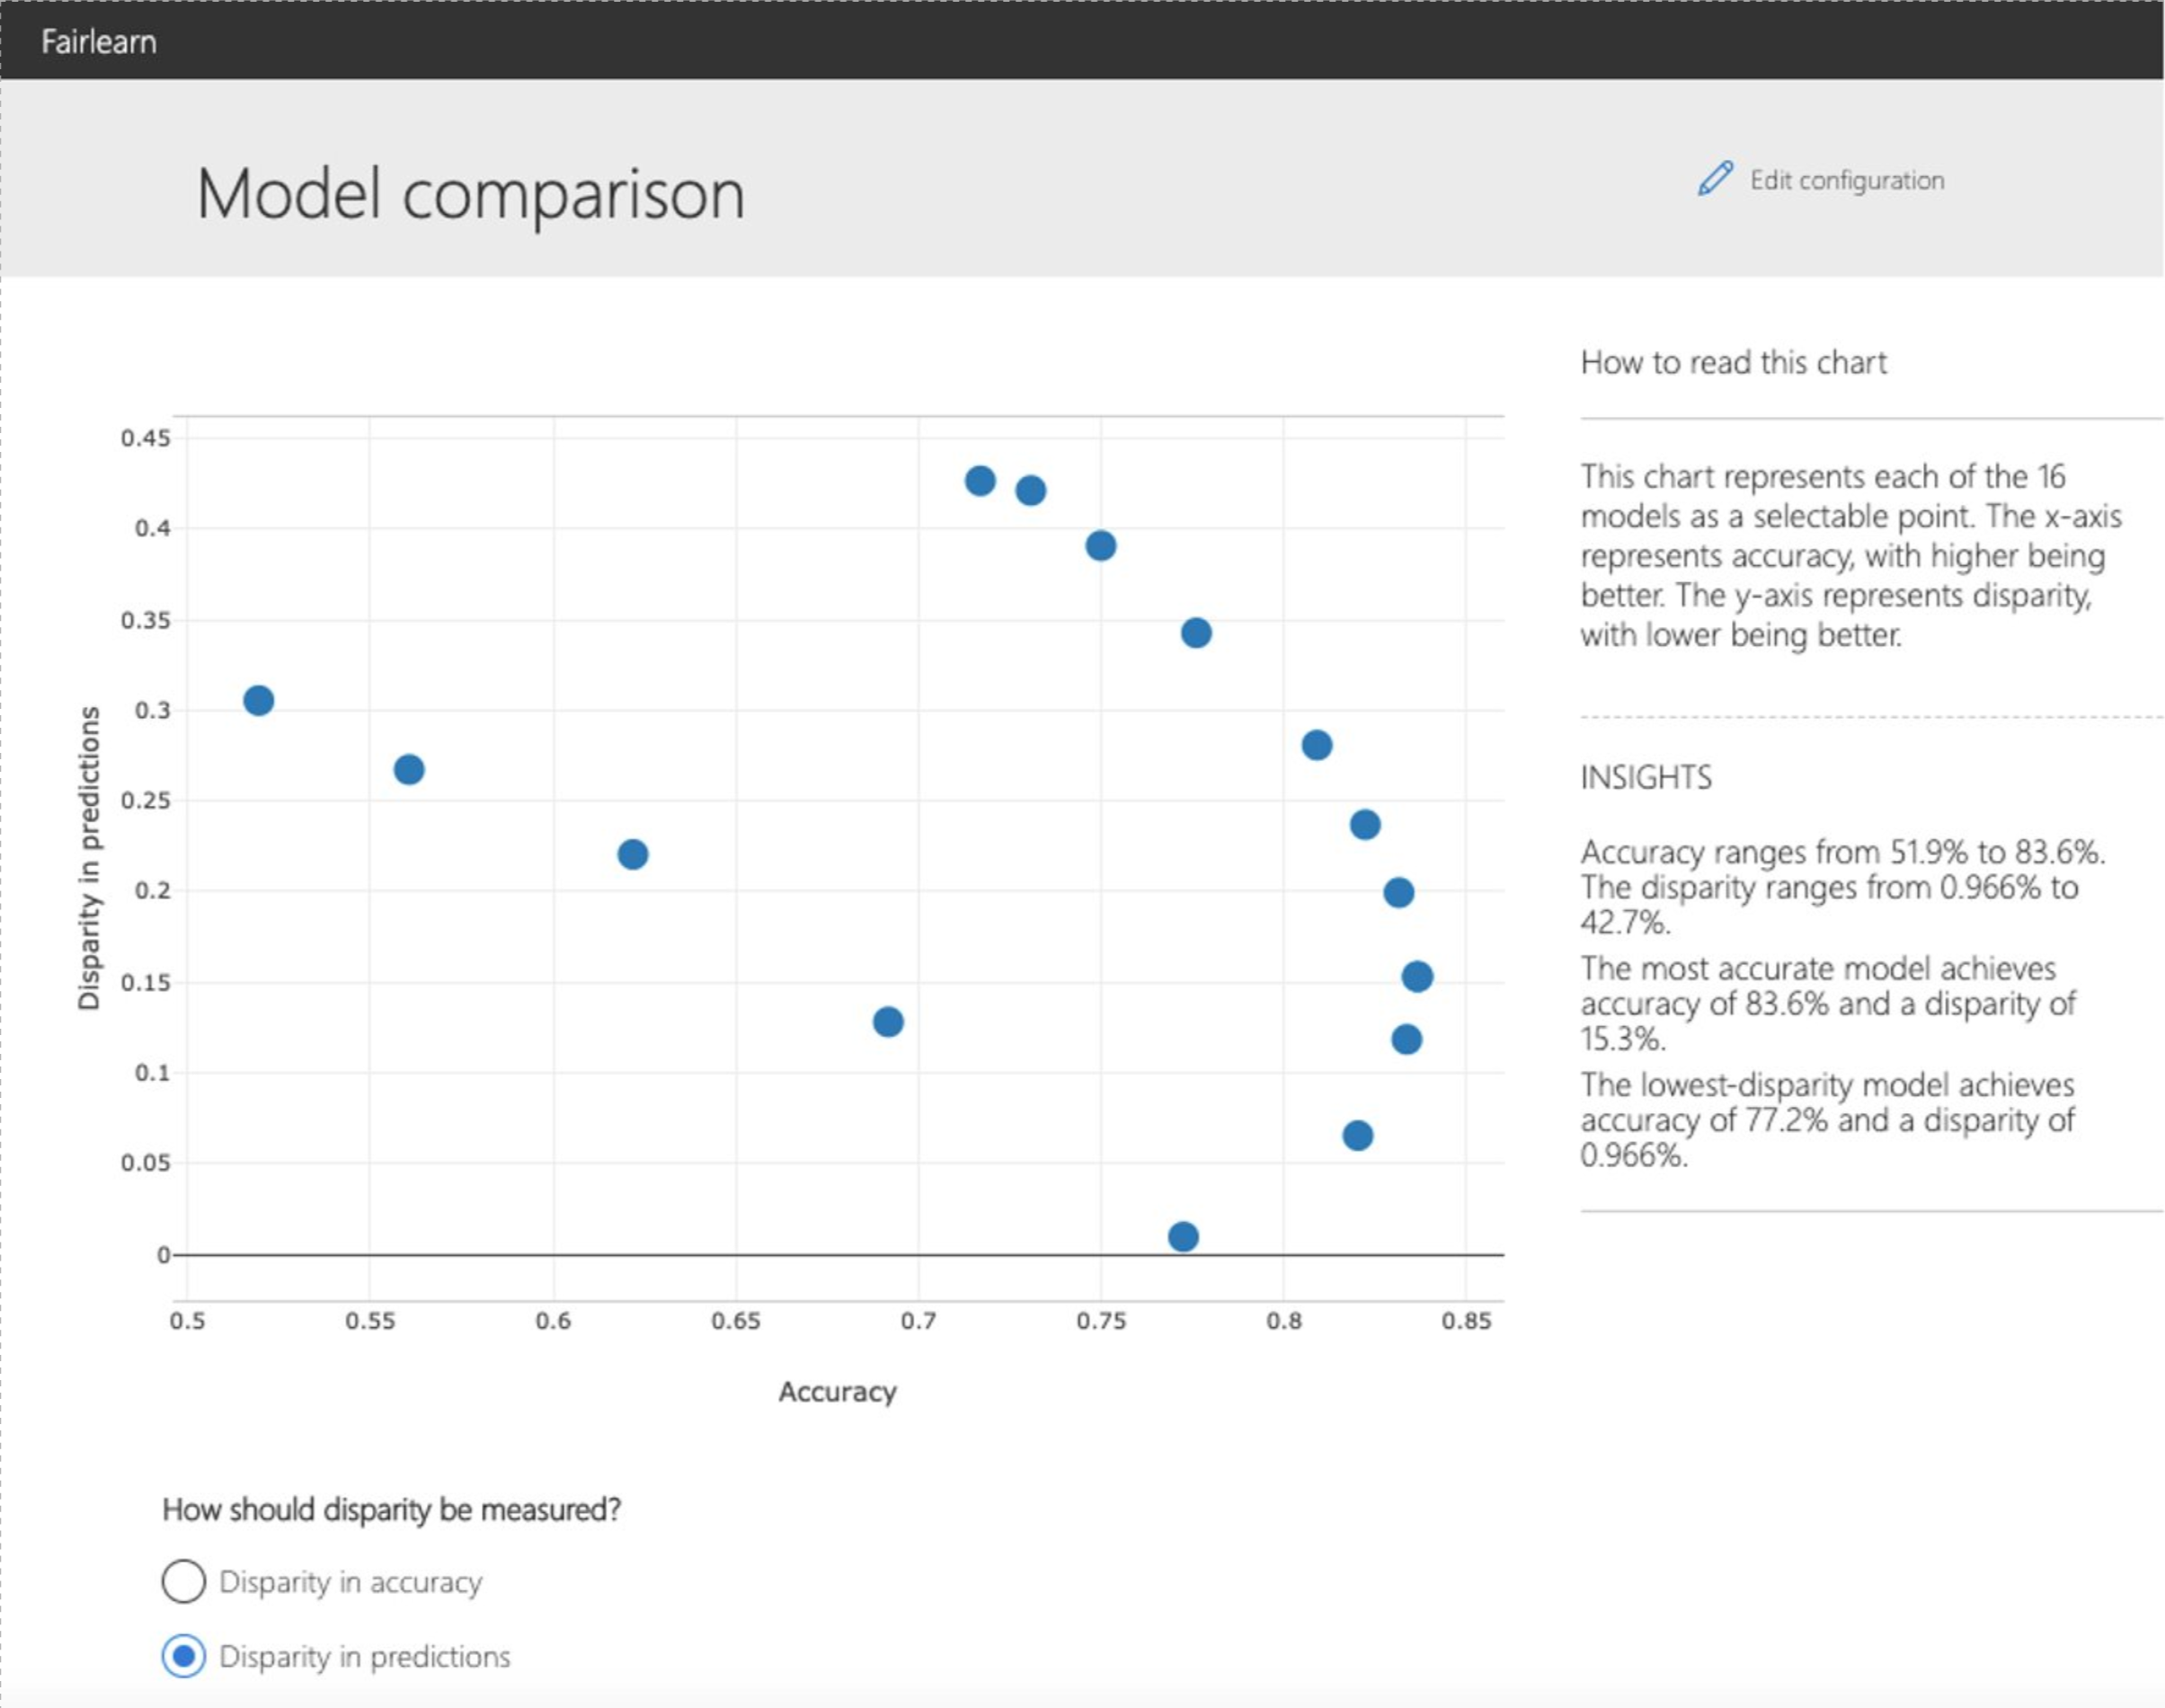 Fairlearn
Model comparison
Edit configuration
How to read this chart
This chart represents each of the 16
models as a selectable point. The x-axis
represents accuracy, with higher being
better. The y-axis represents disparity,
with lower being better.
INSIGHTS
Accuracy ranges from 51.9% to 83.6%.
The disparity ranges from 0.966% to
42.7%.
The most accurate model achieves
accuracy of 83.6% and a disparity of
15.3%.
The lowest-disparity model achieves
accuracy of 77.2% and a disparity of
0.966%.
Disparity in predictions
0.45
0.4
0.35
0.3
0.25
0.2
0.15
0.1
0.05
0
0.5 0.55 0.6 0.65 0.7 0.75 0.8 0.85
Accuracy
How should disparity be measured?
Disparity in accuracy
Disparity in predictions